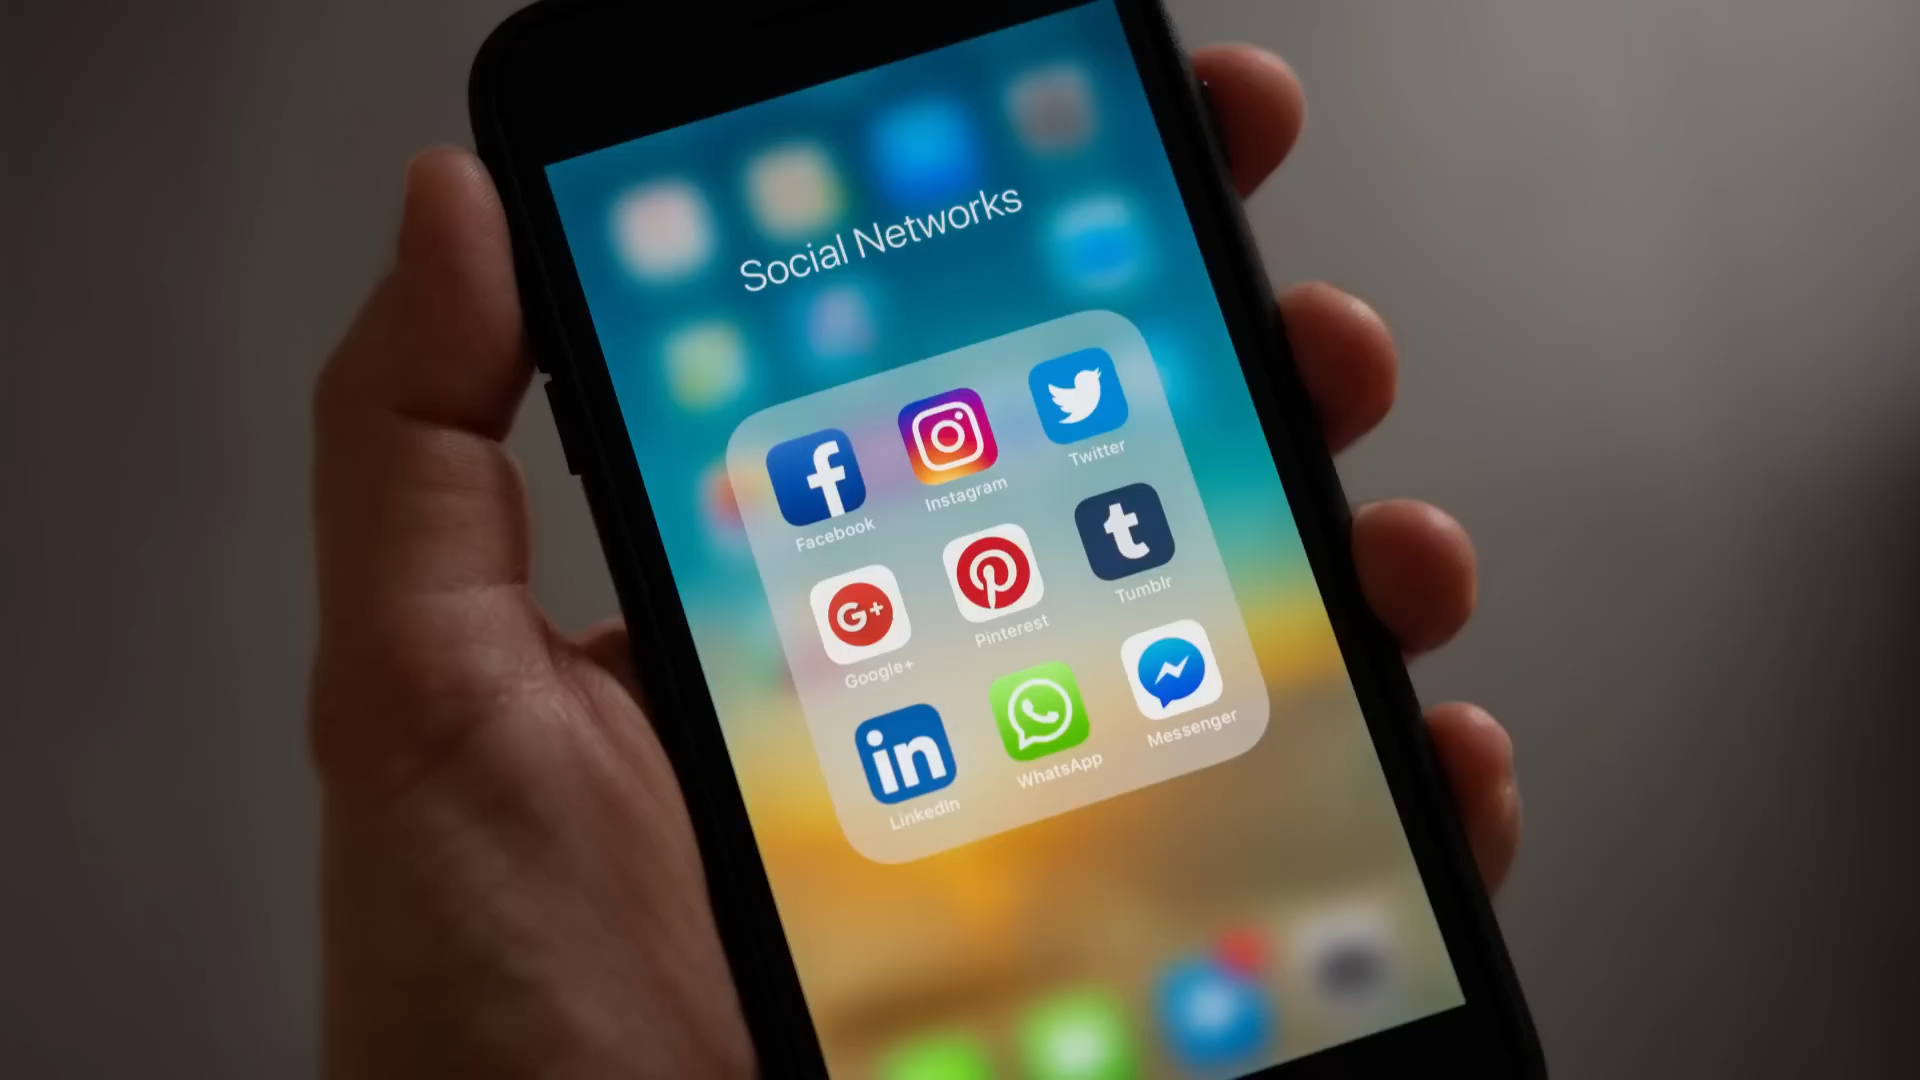 Social Networks
Facebook
Instagram
Twitter
Google+
Pinterest
Tumblr
LinkedIn
WhatsApp
Messenger